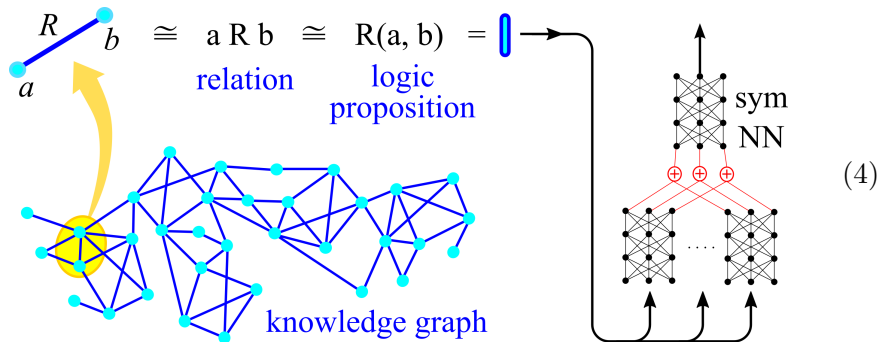 R
a
b
≅ a R b ≅ R(a, b) =
relation
logic
proposition
sym
NN
+ + +
(4)
.....
knowledge graph